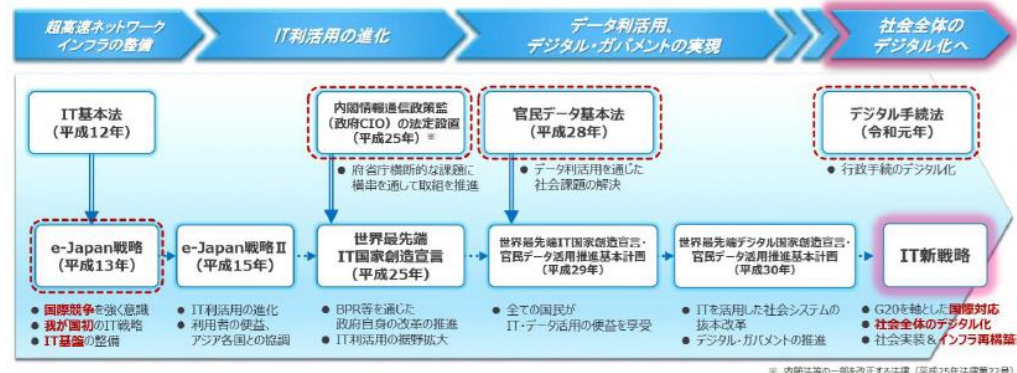 超高速ネットワーク
インフラの整備
IT利活用の進化
データ利活用、
デジタル・ガバメントの実現
社会全体の
デジタル化へ
IT基本法
(平成12年)
内閣情報通信政策監
(政府CIO)の法定設置
(平成25年)※
官民データ基本法
(平成28年)
デジタル手続法
(令和元年)
● 府省庁横断的な課題に
横串を通して取組を推進
● データ利活用を通じた
社会課題の解決
● 行政手続のデジタル化
e-Japan戦略
(平成13年)
e-Japan戦略Ⅱ
(平成15年)
世界最先端
IT国家創造宣言
(平成25年)
世界最先端IT国家創造宣言・
官民データ活用推進基本計画
(平成29年)
世界最先端デジタル国家創造宣言・
官民データ活用推進基本計画
(平成30年)
IT新戦略
● 国際競争を強く意識
● 我が国初のIT戦略
● IT基盤の整備
● IT利活用の進化
● 利用者の便益、
アジア各国との協調
● BPR等を通じた
政府自身の改革の推進
● IT利活用の裾野拡大
● 全ての国民が
IT・データ活用の便益を享受
● ITを活用した社会システムの
抜本改革
● デジタル・ガバメントの推進
● G20を軸とした国際対応
● 社会全体のデジタル化
● 社会実装&インフラ再構築
※ 内閣法等の一部を改正する法律(平成25年法律第22号)